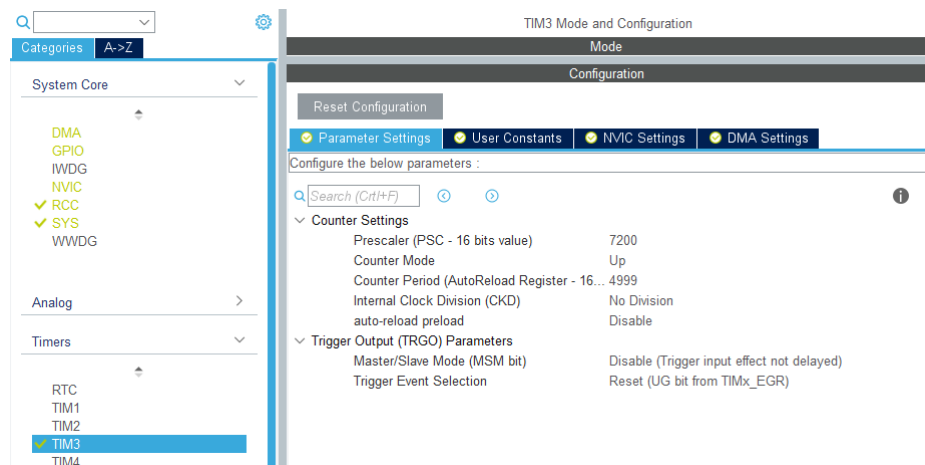 TIM3 Mode and Configuration
Categories A->Z
Mode
System Core
Configuration
Reset Configuration
DMA
GPIO
IWDG
NVIC
RCC
SYS
WWDG
Parameter Settings User Constants NVIC Settings DMA Settings
Configure the below parameters :
Search (Crtl+F)
Counter Settings
Prescaler (PSC - 16 bits value) 7200
Counter Mode Up
Counter Period (AutoReload Register - 16... 4999
Internal Clock Division (CKD) No Division
auto-reload preload Disable
Trigger Output (TRGO) Parameters
Master/Slave Mode (MSM bit) Disable (Trigger input effect not delayed)
Trigger Event Selection Reset (UG bit from TIMx_EGR)
Analog
Timers
RTC
TIM1
TIM2
TIM3
TIM4